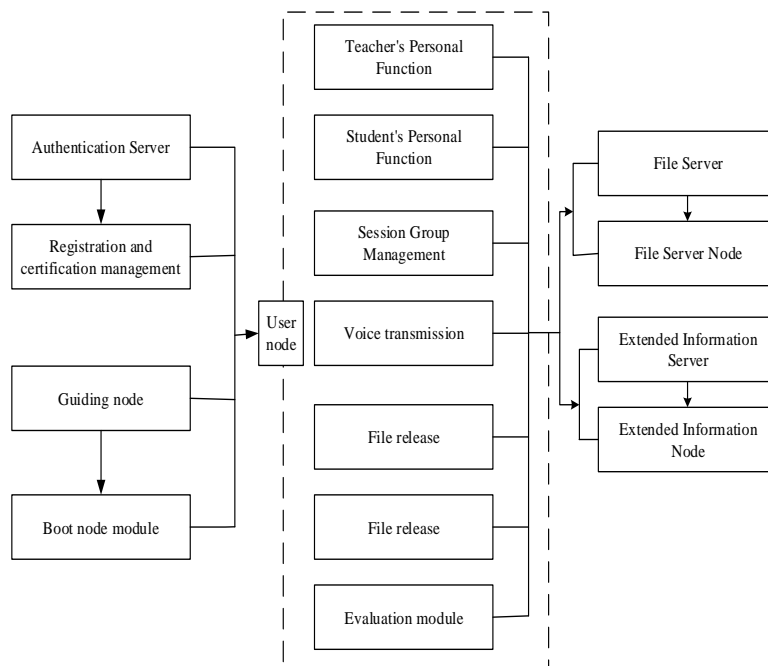 Authentication Server
Registration and
certification management
Guiding node
Boot node module
User
node
Teacher's Personal
Function
Student's Personal
Function
Session Group
Management
Voice transmission
File release
File release
Evaluation module
File Server
File Server Node
Extended Information
Server
Extended Information
Node